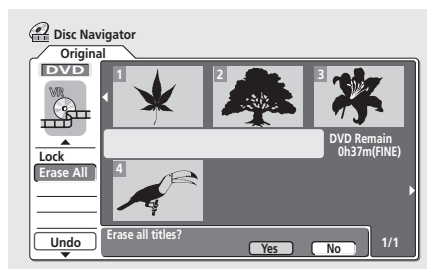 Disc Navigator
Original
DVD
VR
1
2
3
DVD Remain
0h37m(FINE)
Lock
Erase All
4
Undo
Erase all titles?
Yes
No
1/1